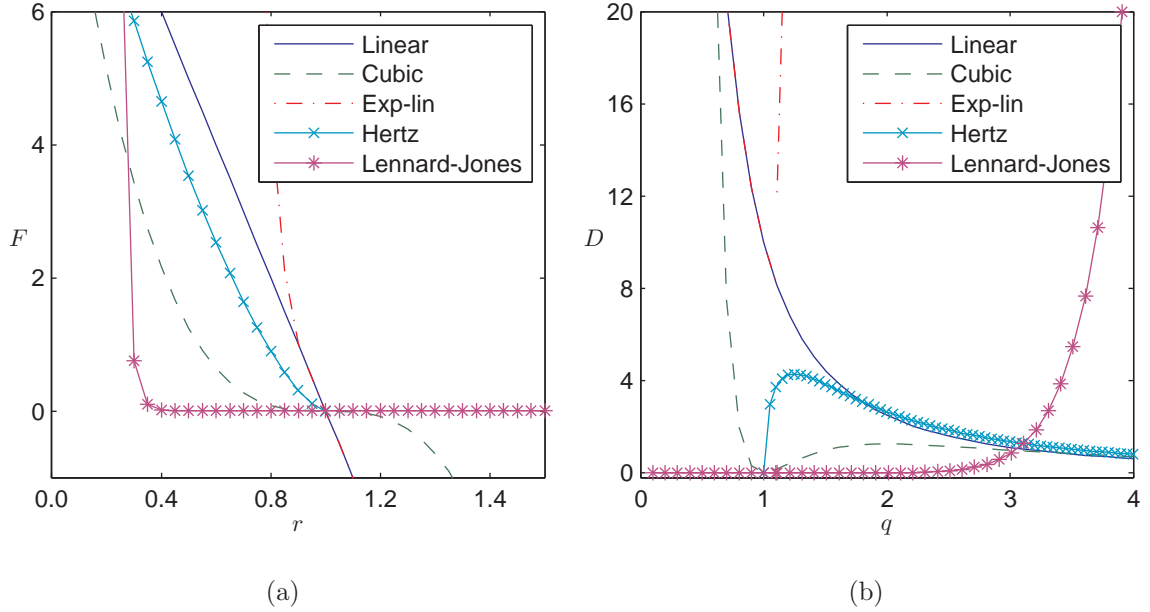 6
4
2
0
F
0.0
0.4
0.8
1.2
1.4
r
Linear
Cubic
Exp-lin
Hertz
Lennard-Jones
(a)
20
16
12
8
4
0
D
0
1
2
3
4
q
Linear
Cubic
Exp-lin
Hertz
Lennard-Jones
(b)